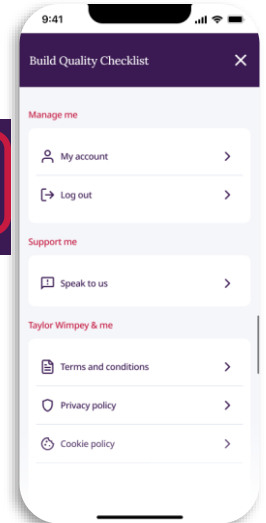 9:41
Build Quality Checklist
Manage me
My account
Log out
Support me
Speak to us
Taylor Wimpey & me
Terms and conditions
Privacy policy
Cookie policy